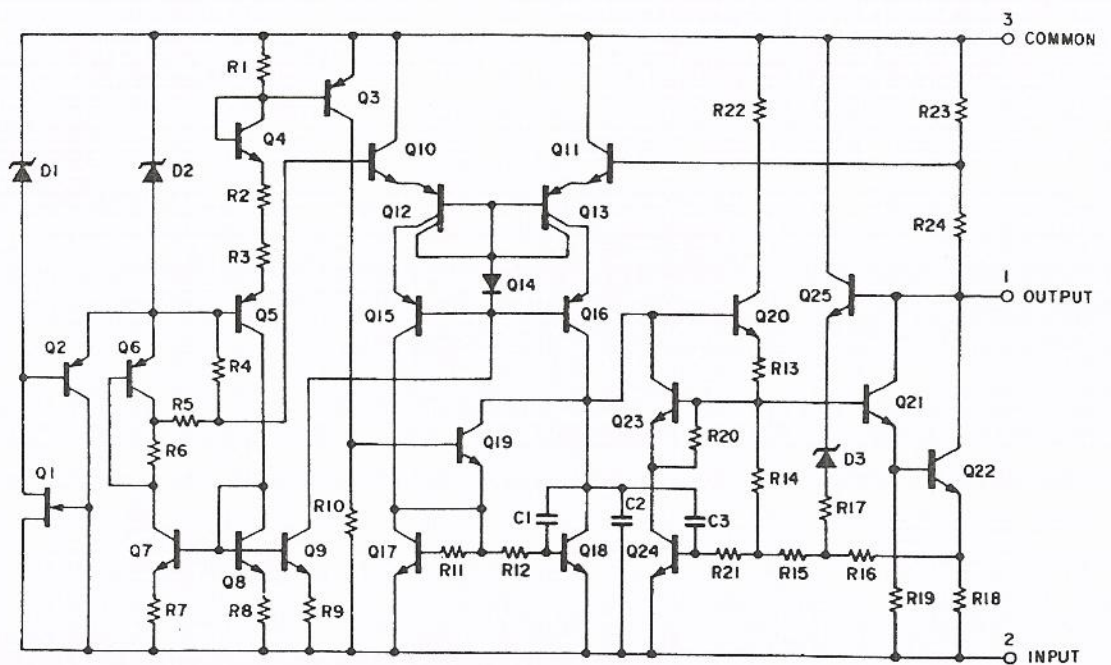 3
COMMON
R1
Q3
R22
R23
Q4
D1
D2
Q10
Q11
R2
Q12
Q13
R24
R3
Q14
1
OUTPUT
Q5
Q15
Q16
Q20
Q25
Q2
Q6
R4
R13
R5
Q23
Q21
R6
Q19
R20
D3
Q22
Q1
R14
R10
C1
C2
C3
R17
Q7
Q8
Q9
Q17
R11
R12
Q18
Q24
R21
R15
R16
R7
R8
R9
R19
R18
2
INPUT